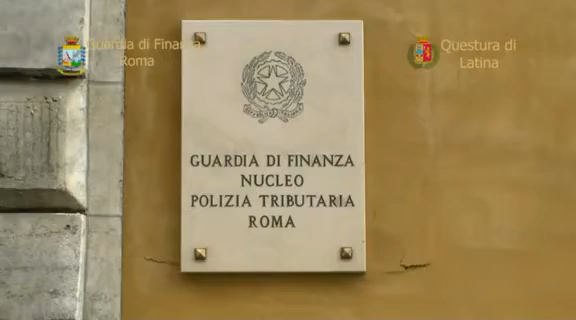 Guardia di Finanza
Roma
Questura di
Latina
GUARDIA DI FINANZA
NUCLEO
POLIZIA TRIBUTARIA
ROMA